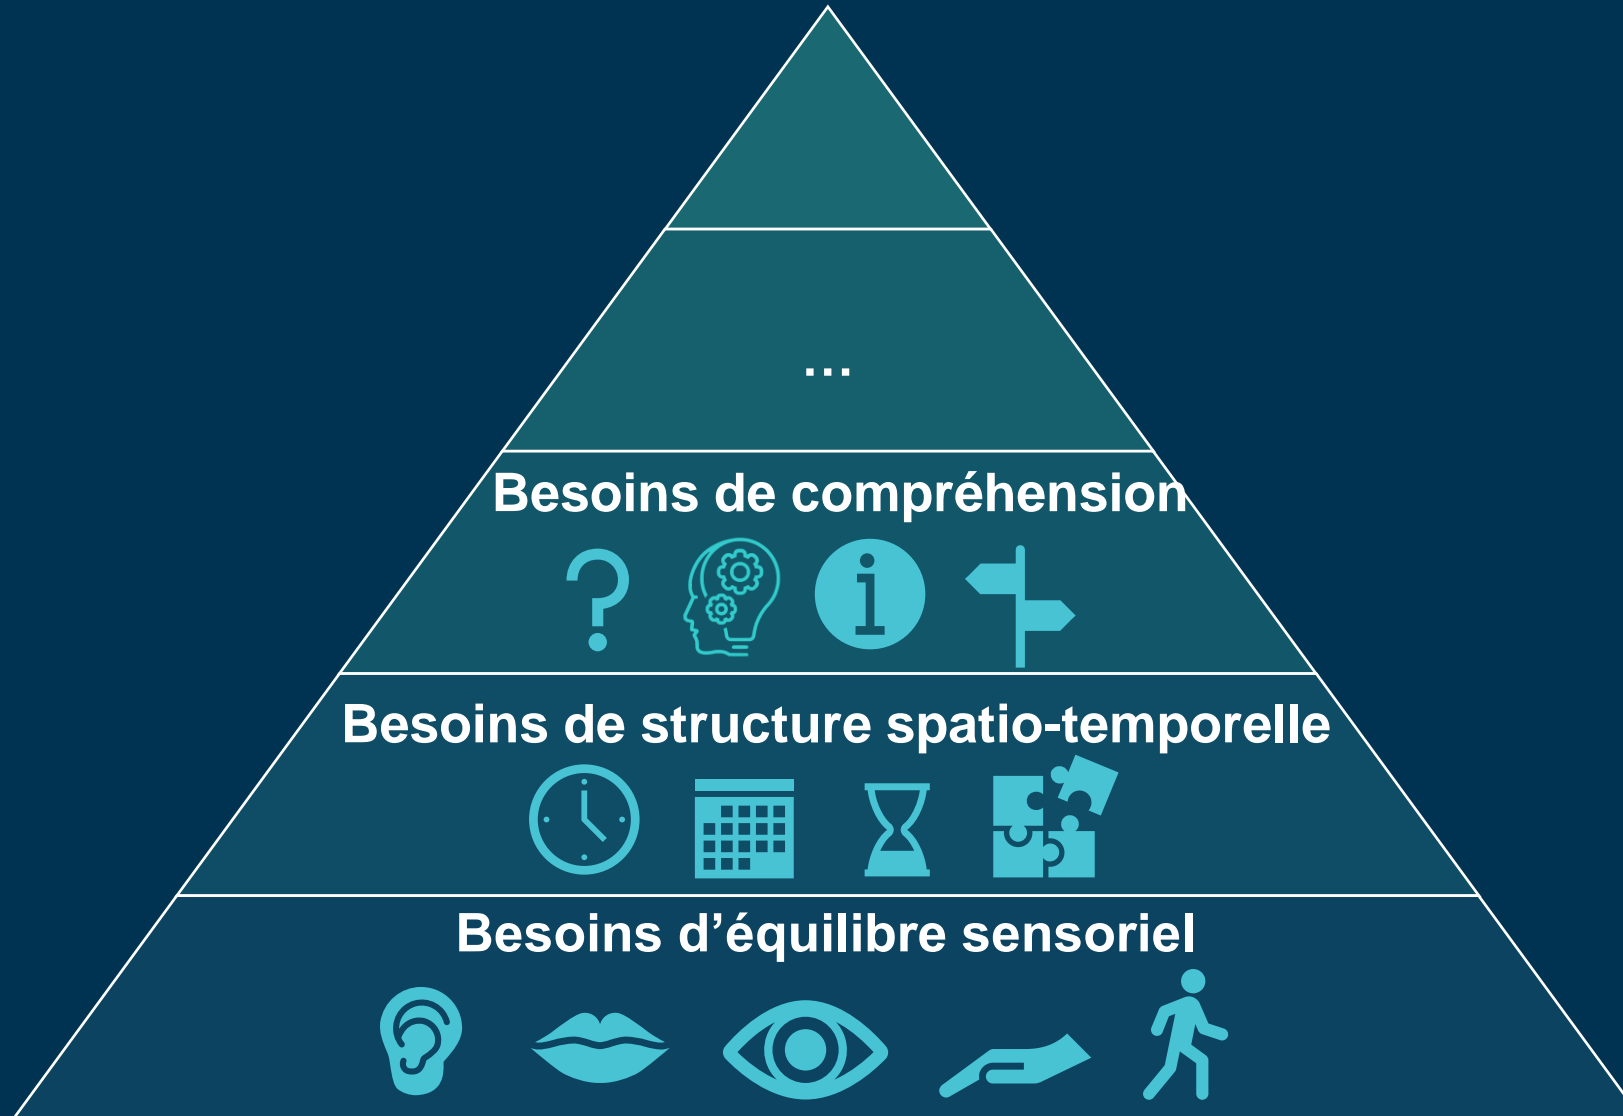 ...
Besoins de compréhension
?
i
Besoins de structure spatio-temporelle
Besoins d’équilibre sensoriel